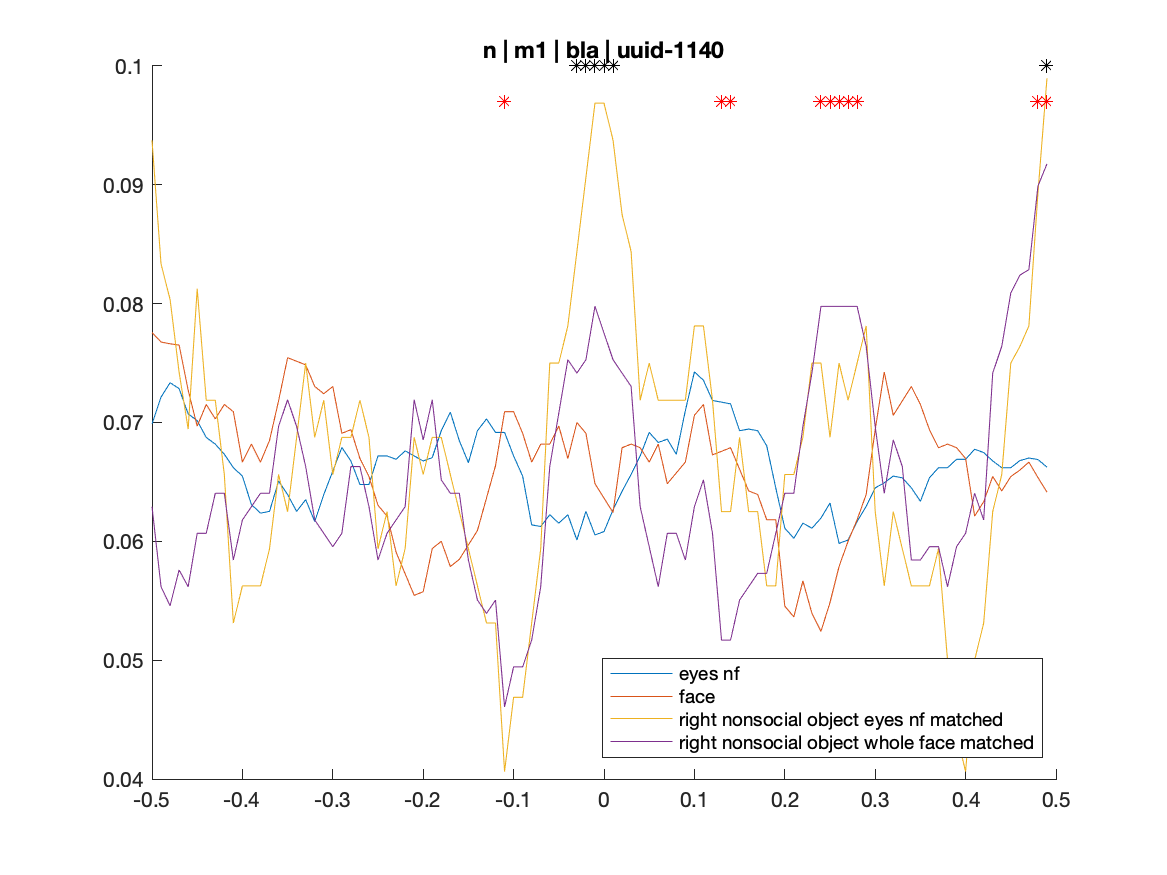 n | m1 | bla | uuid-1140
0.1
0.09
0.08
0.07
0.06
0.05
0.04
-0.5 -0.4 -0.3 -0.2 -0.1 0 0.1 0.2 0.3 0.4 0.5
eyes nf
face
right nonsocial object eyes nf matched
right nonsocial object whole face matched